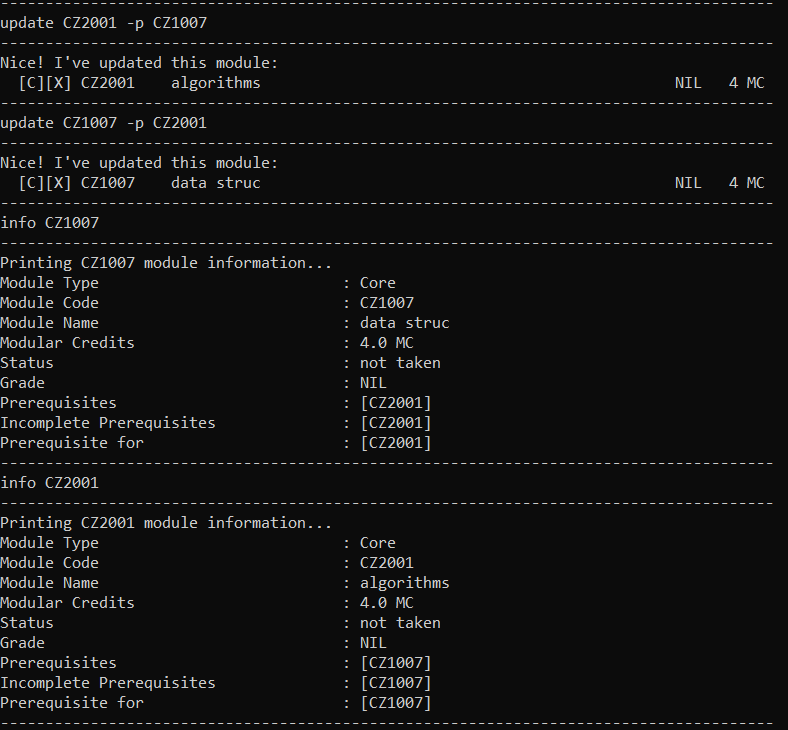 --------------------------------------------------------------------------------------
update CZ2001 -p CZ1007
--------------------------------------------------------------------------------------
Nice! I've updated this module:
  [C][X] CZ2001    algorithms                                              NIL   4 MC
--------------------------------------------------------------------------------------
update CZ1007 -p CZ2001
--------------------------------------------------------------------------------------
Nice! I've updated this module:
  [C][X] CZ1007    data struc                                              NIL   4 MC
--------------------------------------------------------------------------------------
info CZ1007
--------------------------------------------------------------------------------------
Printing CZ1007 module information...
Module Type                           : Core
Module Code                           : CZ1007
Module Name                           : data struc
Modular Credits                       : 4.0 MC
Status                                : not taken
Grade                                 : NIL
Prerequisites                         : [CZ2001]
Incomplete Prerequisites              : [CZ2001]
Prerequisite for                      : [CZ2001]
--------------------------------------------------------------------------------------
info CZ2001
--------------------------------------------------------------------------------------
Printing CZ2001 module information...
Module Type                           : Core
Module Code                           : CZ2001
Module Name                           : algorithms
Modular Credits                       : 4.0 MC
Status                                : not taken
Grade                                 : NIL
Prerequisites                         : [CZ1007]
Incomplete Prerequisites              : [CZ1007]
Prerequisite for                      : [CZ1007]
--------------------------------------------------------------------------------------